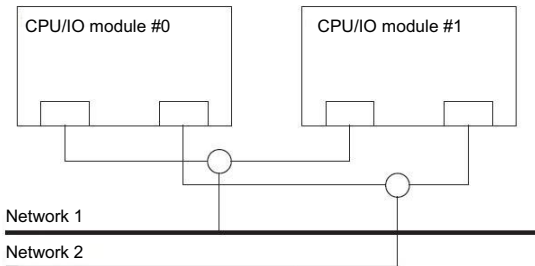 CPU/IO module #0
CPU/IO module #1
Network 1
Network 2